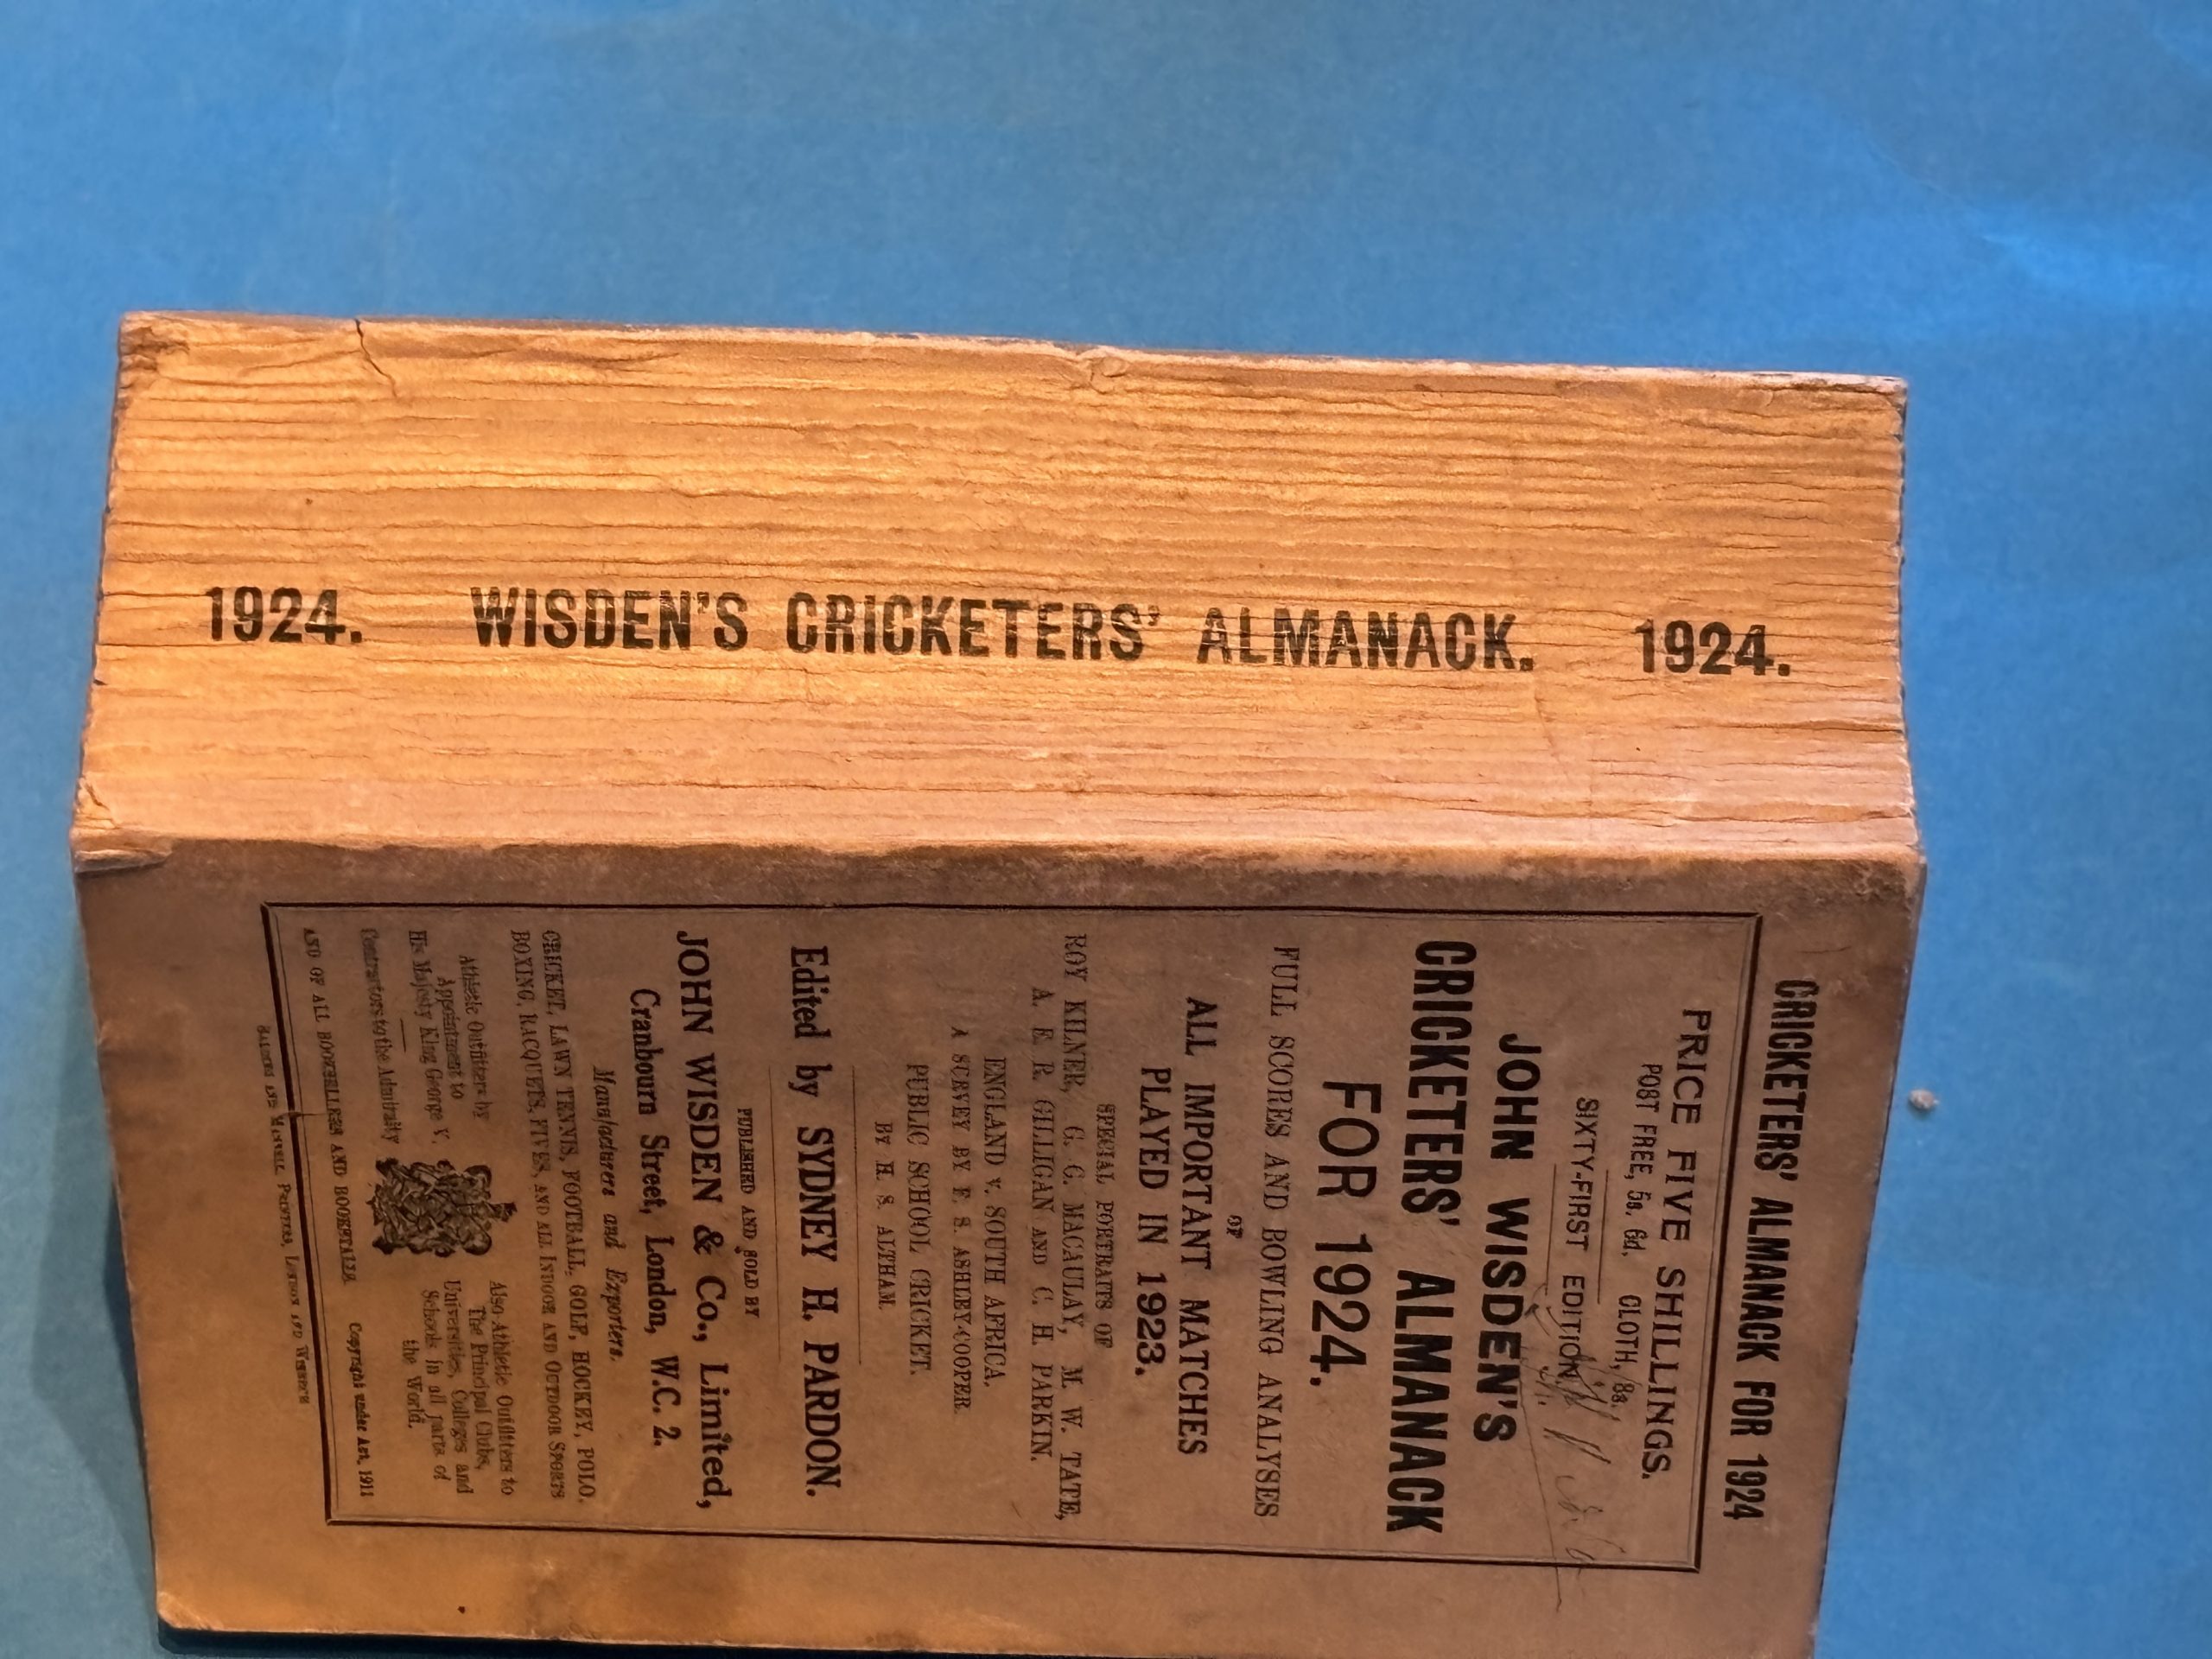 1924. WISDEN'S CRICKETERS' ALMANACK. 1924.
CRICKETERS' ALMANACK FOR 1924
PRICE FIVE SHILLINGS.
POST FREE, 5s. 6d. CLOTH, 8s.
SIXTY-FIRST EDITION
JOHN WISDEN'S
CRICKETERS' ALMANACK
FOR 1924.
FULL SCORES AND BOWLING ANALYSES
OF
ALL IMPORTANT MATCHES
PLAYED IN 1923.
SPECIAL PORTRAITS OF
ROY KILNER, G. G. MACAULAY, M. W. TATE,
A. E. R. GILLIGAN AND C. H. PARKIN.
ENGLAND v. SOUTH AFRICA.
A SURVEY BY F. S. ASHLEY-COOPER.
PUBLIC SCHOOL CRICKET.
BY H. S. ALTHAM.
Edited by SYDNEY H. PARDON.
PUBLISHED AND SOLD BY
JOHN WISDEN & Co., Limited,
Cranbourn Street, London, W.C. 2.
Manufacturers and Exporters.
CRICKET, LAWN TENNIS, FOOTBALL, GOLF, HOCKEY, POLO,
BOXING, RACQUETS, FIVES, AND ALL INDOOR AND OUTDOOR SPORTS
Athletic Outfitters by
Appointment to
His Majesty King George V.
Contractors to the Admiralty
Also Athletic Outfitters to
The Principal Clubs,
Universities, Colleges and
Schools in all parts of
the World.
AND OF ALL BOOKSELLERS AND BOOKSTALLS. Copyright under Act, 1911
PRINTERS, LONDON AND